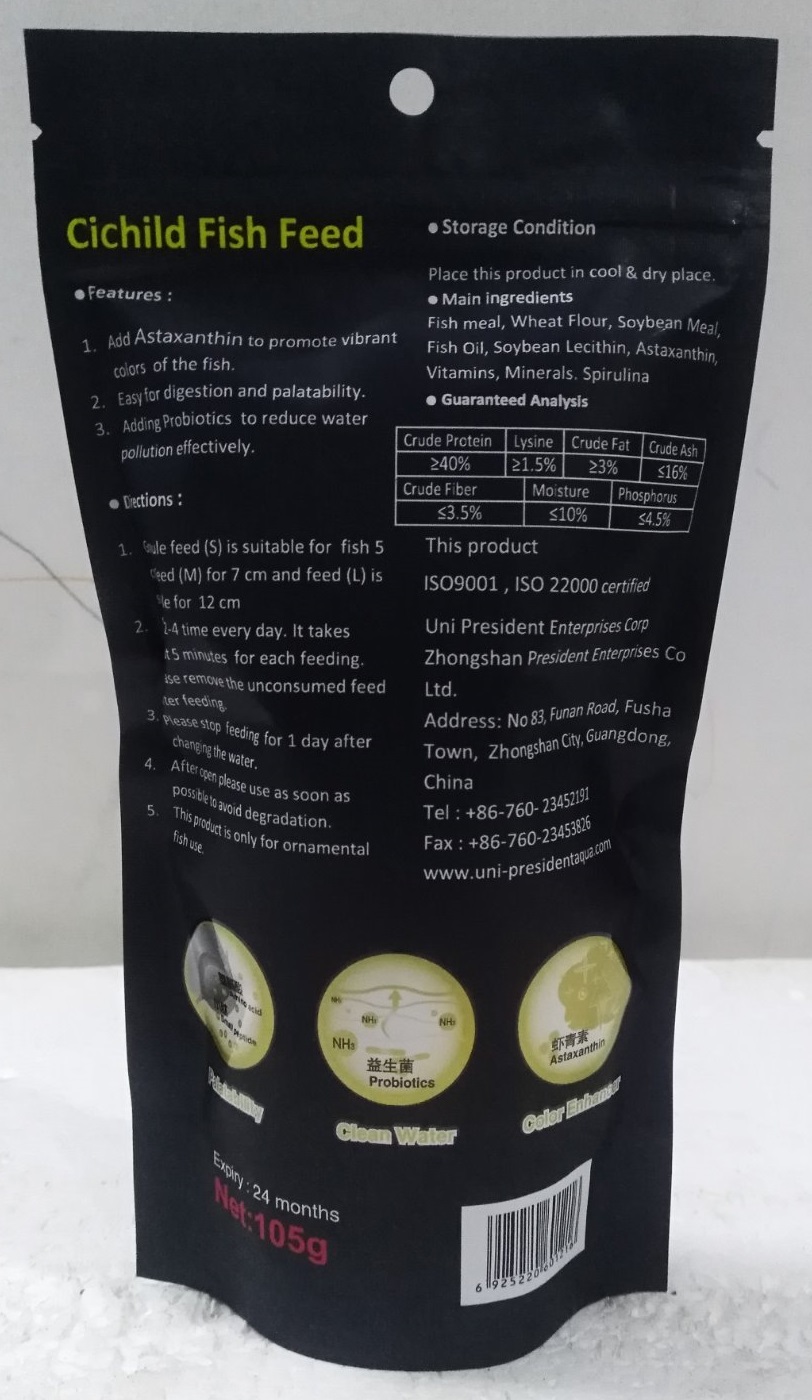 Cichild Fish Feed
● Features :
1. Add Astaxanthin to promote vibrant
colors of the fish.
2. Easy for digestion and palatability.
3. Adding Probiotics to reduce water
pollution effectively.
● Directions :
1. feed (S) is suitable for fish 5
feed (M) for 7 cm and feed (L) is
for 12 cm
2. 2-4 time every day. It takes
5 minutes for each feeding.
remove the unconsumed feed
feeding.
3. Please stop feeding for 1 day after
changing the water.
4. After open please use as soon as
possible to avoid degradation.
5. This product is only for ornamental
fish use.
● Storage Condition
Place this product in cool & dry place.
● Main ingredients
Fish meal, Wheat Flour, Soybean Meal,
Fish Oil, Soybean Lecithin, Astaxanthin,
Vitamins, Minerals. Spirulina
● Guaranteed Analysis
Crude Protein Lysine Crude Fat Crude Ash
≥40% ≥1.5% ≥3% ≤16%
Crude Fiber Moisture Phosphorus
≤3.5% ≤10% ≤4.5%
This product
ISO9001 , ISO 22000 certified
Uni President Enterprises Corp
Zhongshan President Enterprises Co
Ltd.
Address: No 83, Funan Road, Fusha
Town, Zhongshan City, Guangdong,
China
Tel : +86-760- 23452191
Fax : +86-760-23453826
www.uni-presidentaqua.com
NH₃ NH₃
NH₃
益生菌
Probiotics
虾青素
Astaxanthin
Palatability
Clean Water
Color Enhancer
Expiry : 24 months
Net:105g